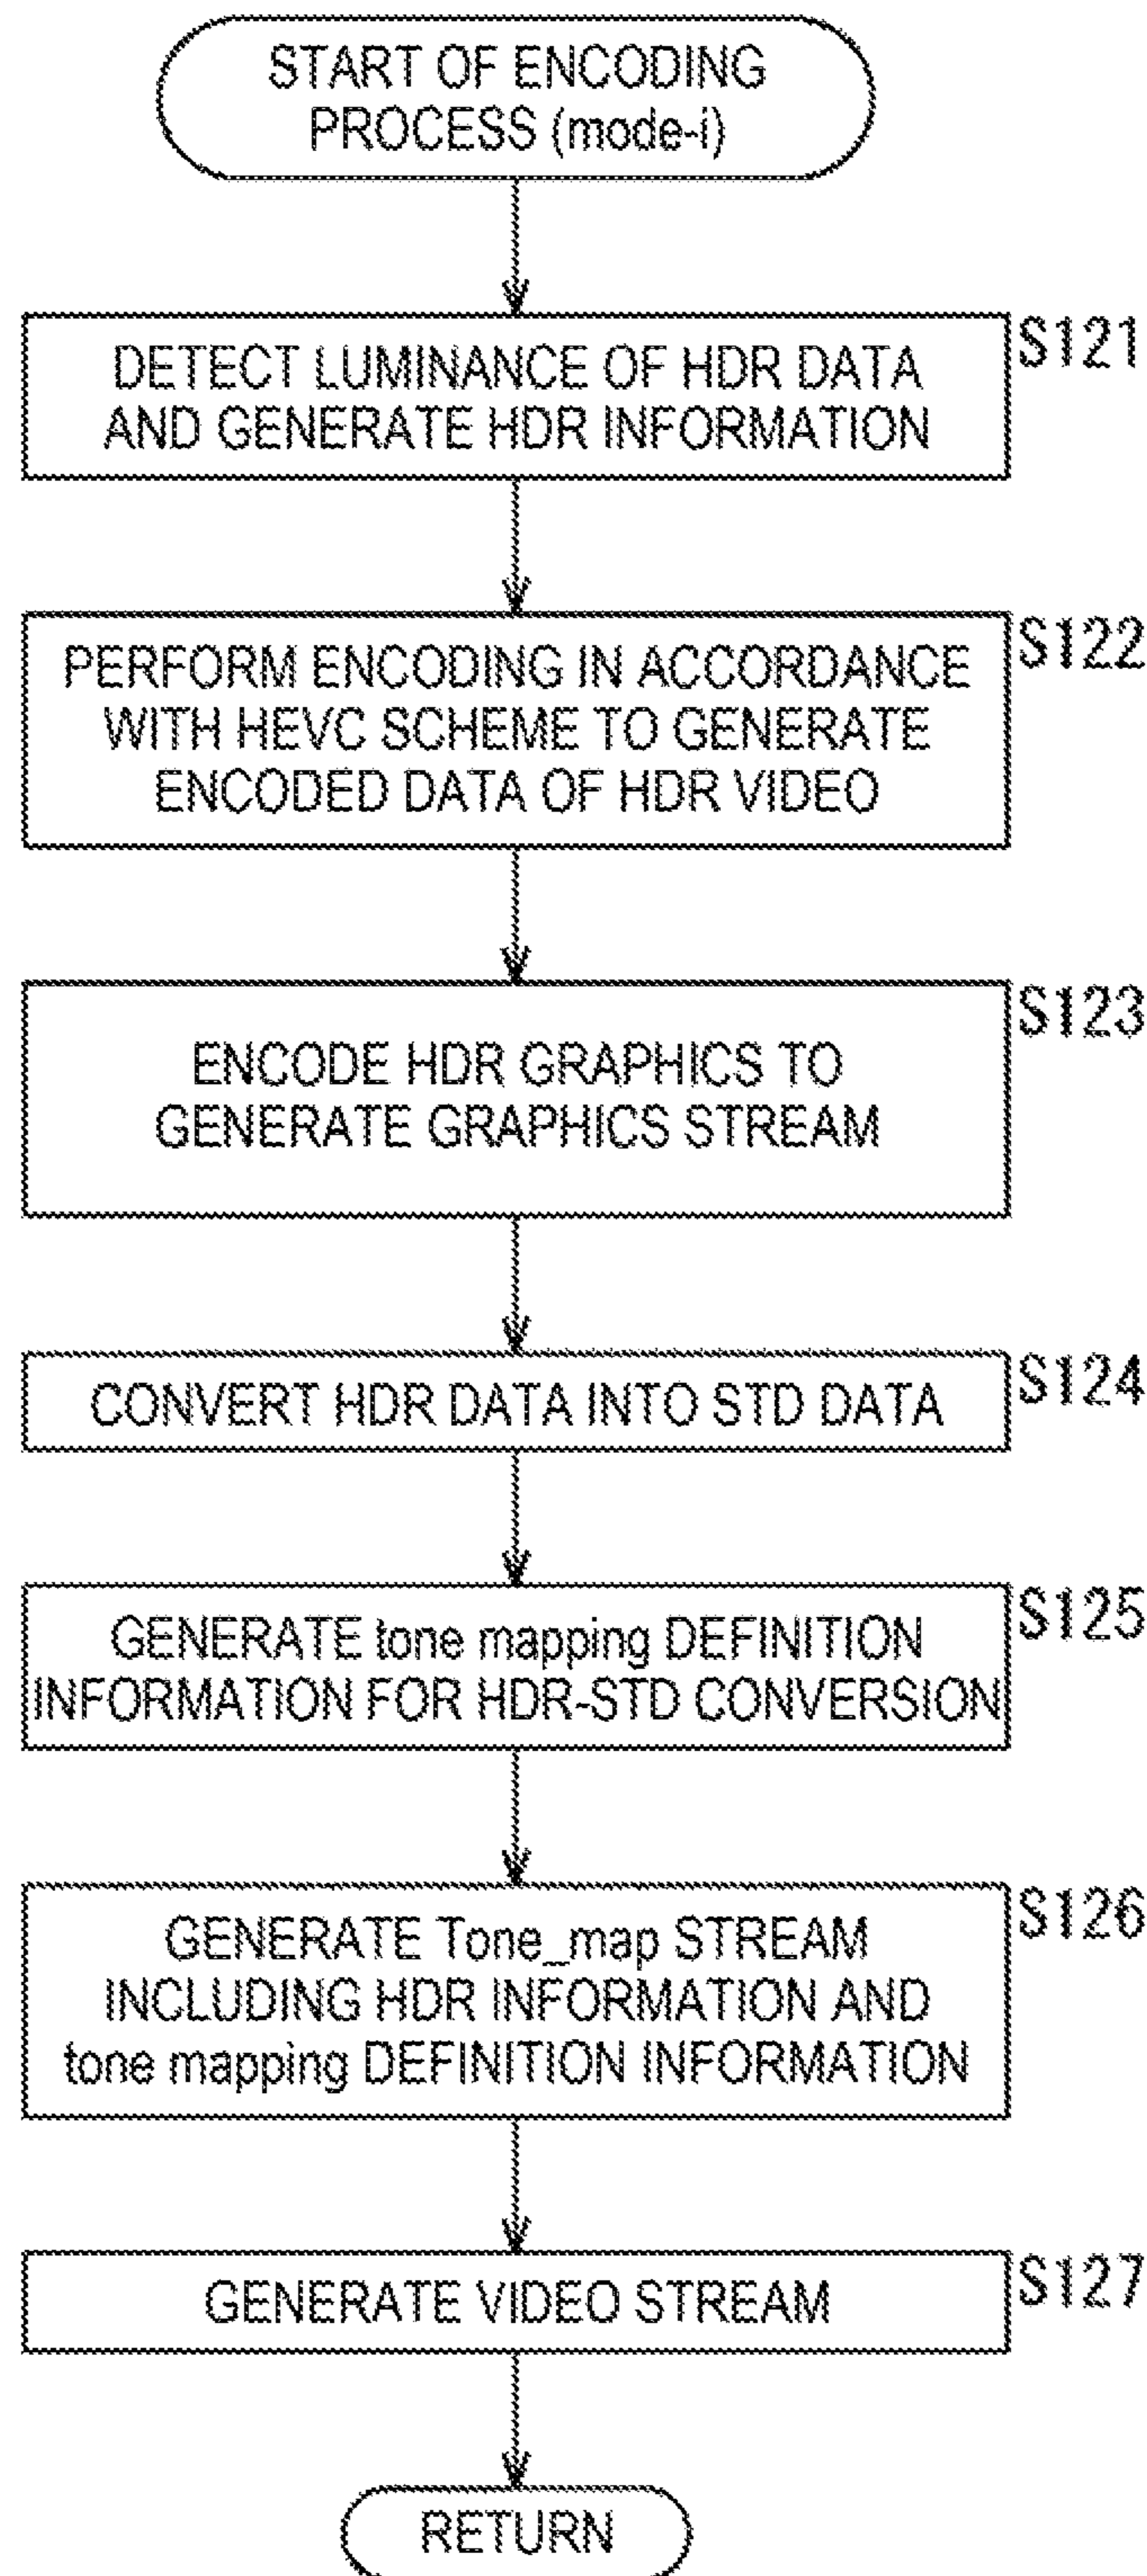 START OF ENCODING
PROCESS (mode-i)
S121
DETECT LUMINANCE OF HDR DATA
AND GENERATE HDR INFORMATION
S122
PERFORM ENCODING IN ACCORDANCE
WITH HEVC SCHEME TO GENERATE
ENCODED DATA OF HDR VIDEO
S123
ENCODE HDR GRAPHICS TO
GENERATE GRAPHICS STREAM
S124
CONVERT HDR DATA INTO STD DATA
S125
GENERATE tone mapping DEFINITION
INFORMATION FOR HDR-STD CONVERSION
S126
GENERATE Tone_map STREAM
INCLUDING HDR INFORMATION AND
tone mapping DEFINITION INFORMATION
S127
GENERATE VIDEO STREAM
RETURN